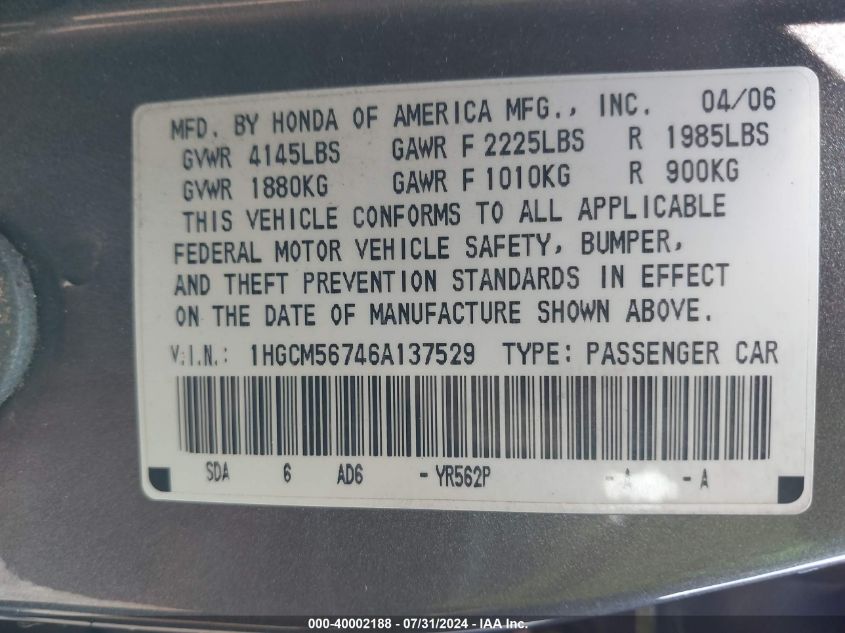 MFD. BY HONDA OF AMERICA MFG., INC. 04/06
GVWR 4145LBS GAWR F 2225LBS R 1985LBS
GVWR 1880KG GAWR F 1010KG R 900KG
THIS VEHICLE CONFORMS TO ALL APPLICABLE
FEDERAL MOTOR VEHICLE SAFETY, BUMPER,
AND THEFT PREVENTION STANDARDS IN EFFECT
ON THE DATE OF MANUFACTURE SHOWN ABOVE.
V.I.N.: 1HGCM56746A137529 TYPE: PASSENGER CAR
SDA 6 AD6 - YR562P - A - A
000-40002188 - 07/31/2024 - IAA Inc.